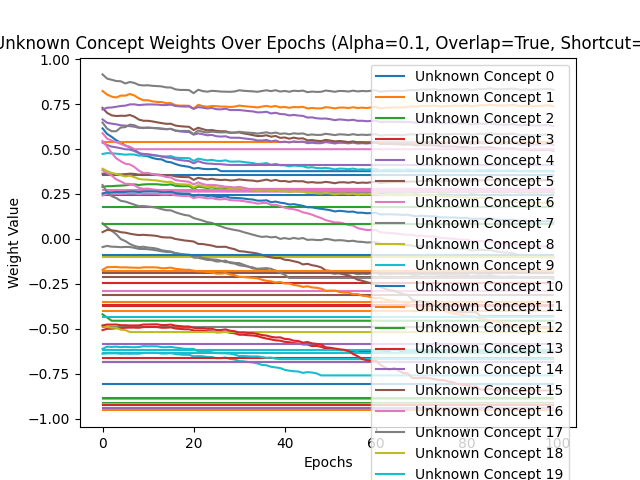 Unknown Concept Weights Over Epochs (Alpha=0.1, Overlap=True, Shortcut=
1.00
0.75
0.50
0.25
0.00
−0.25
−0.50
−0.75
−1.00
Weight Value
0
20
40
60
80
100
Epochs
Unknown Concept 0
Unknown Concept 1
Unknown Concept 2
Unknown Concept 3
Unknown Concept 4
Unknown Concept 5
Unknown Concept 6
Unknown Concept 7
Unknown Concept 8
Unknown Concept 9
Unknown Concept 10
Unknown Concept 11
Unknown Concept 12
Unknown Concept 13
Unknown Concept 14
Unknown Concept 15
Unknown Concept 16
Unknown Concept 17
Unknown Concept 18
Unknown Concept 19